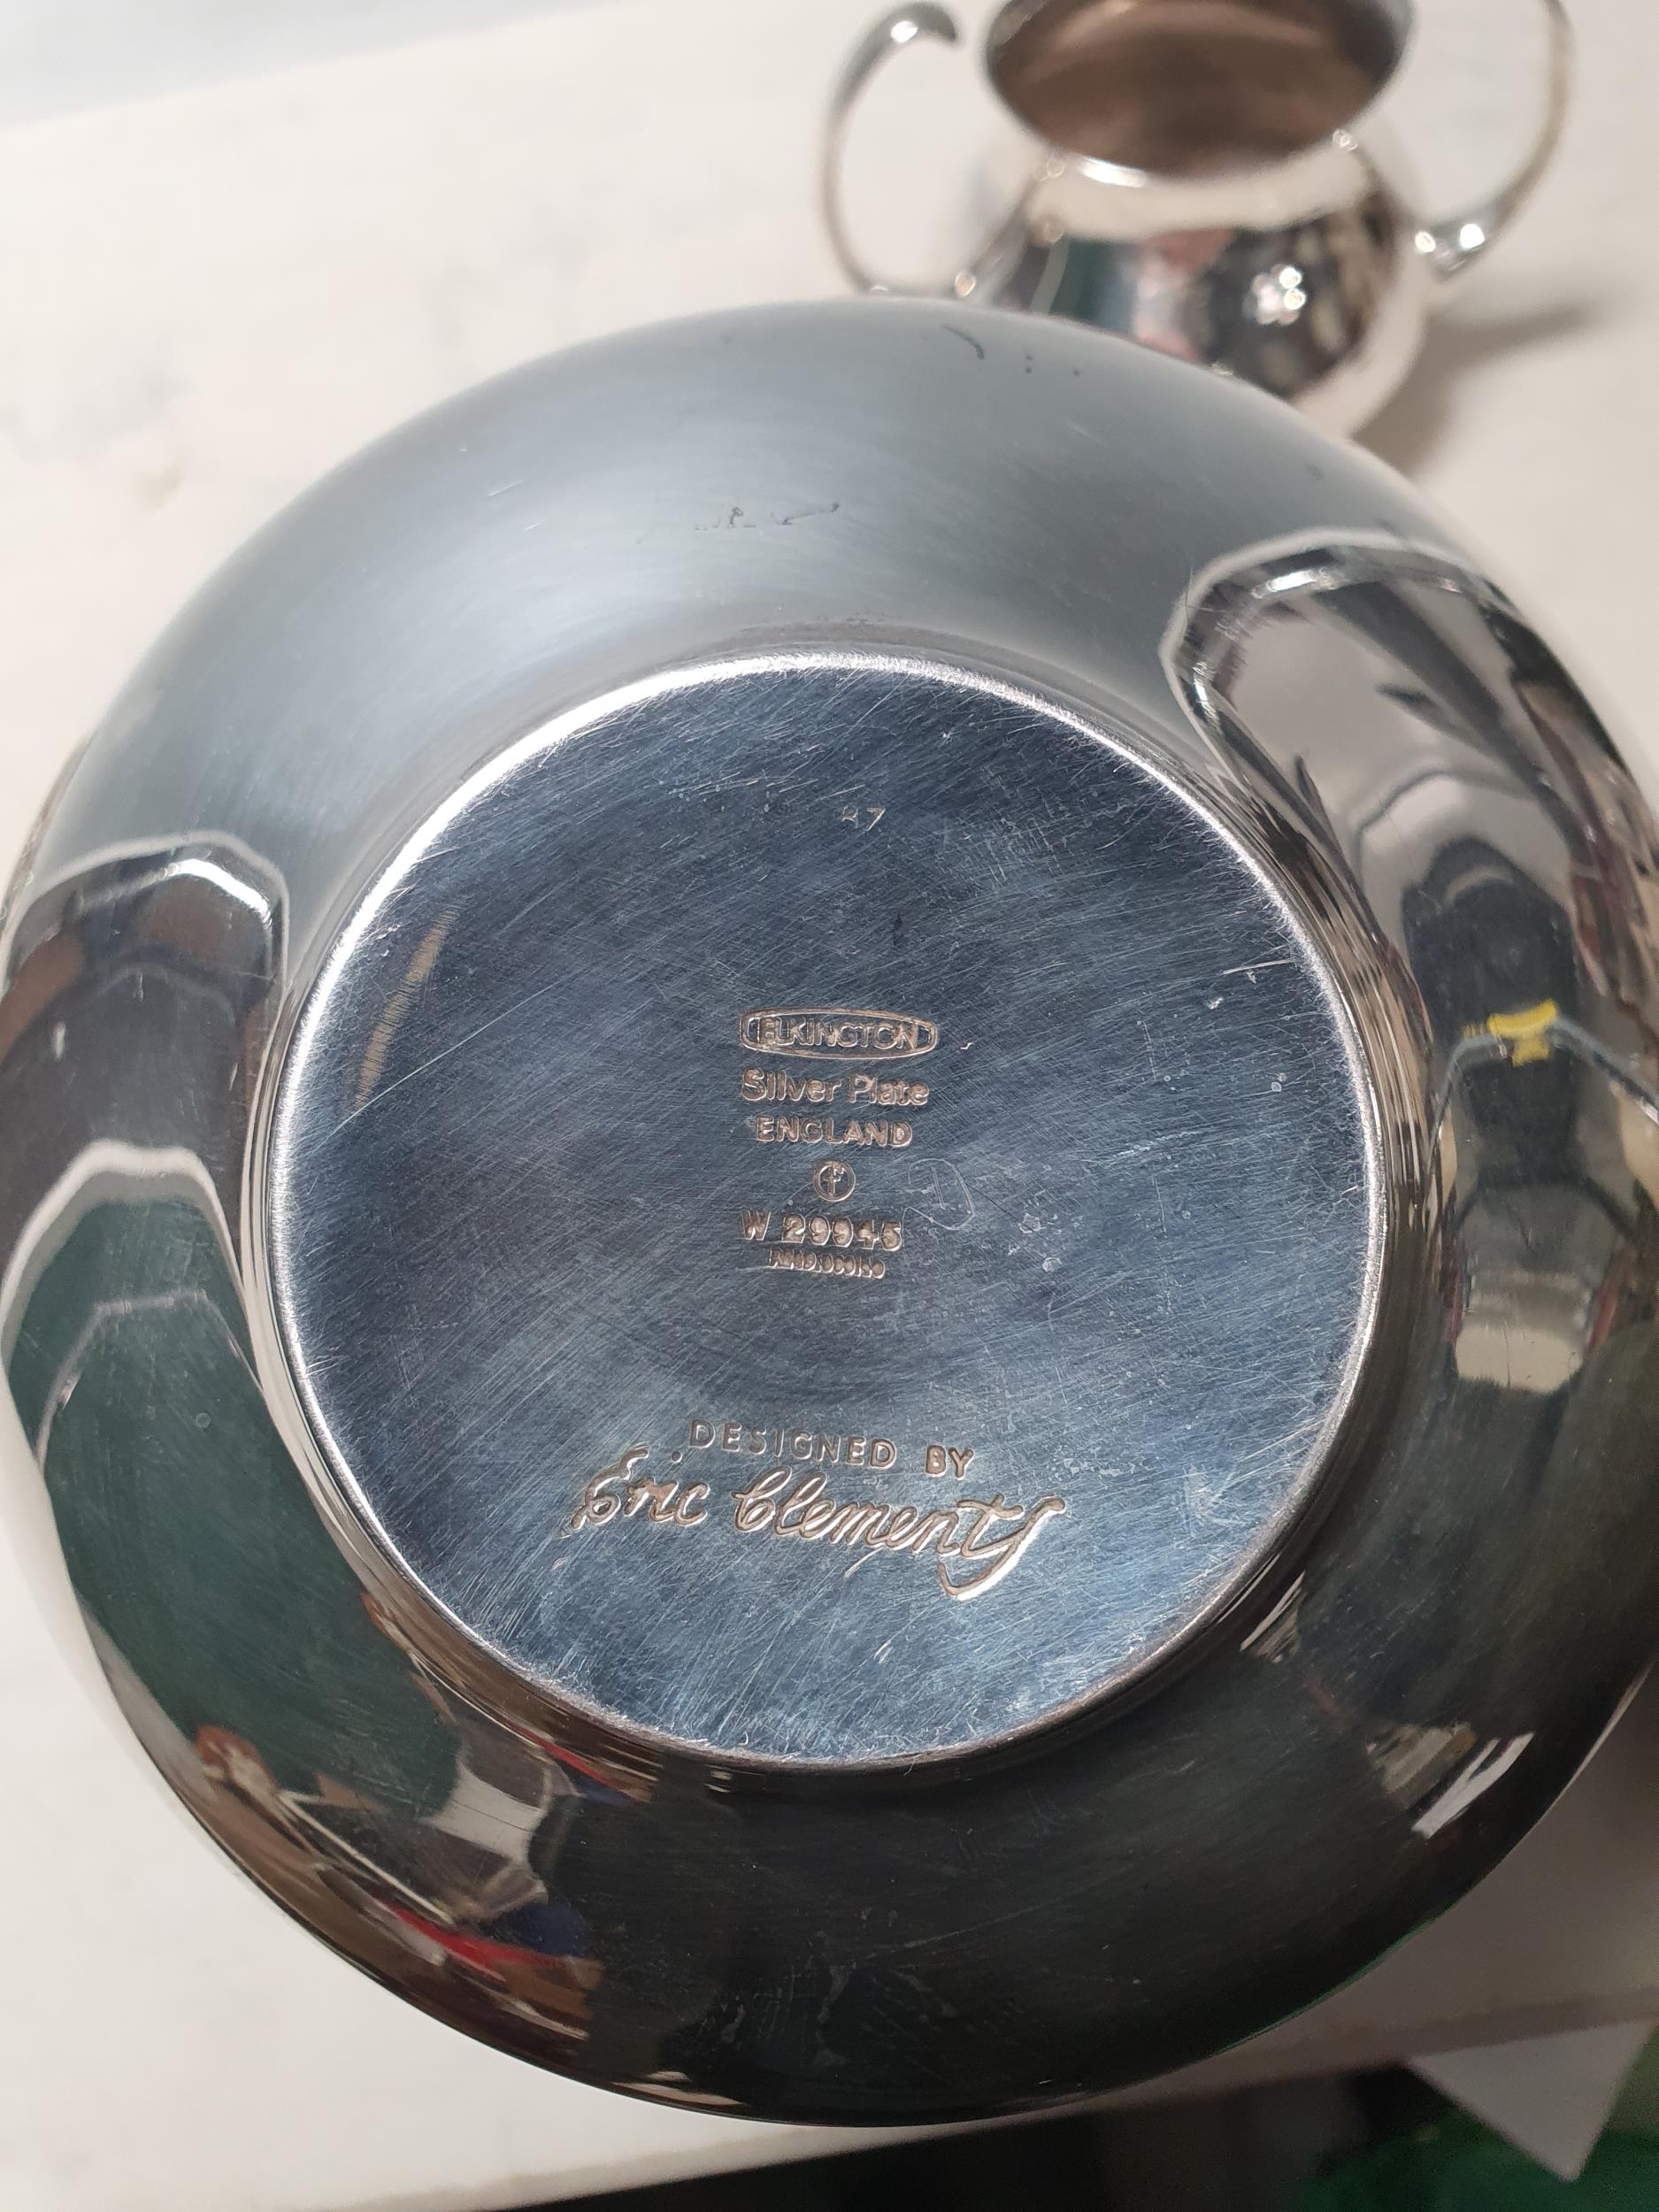 ELKINGTON
Silver Plate
ENGLAND
f
W 29945
DESIGNED BY
Eric Clements